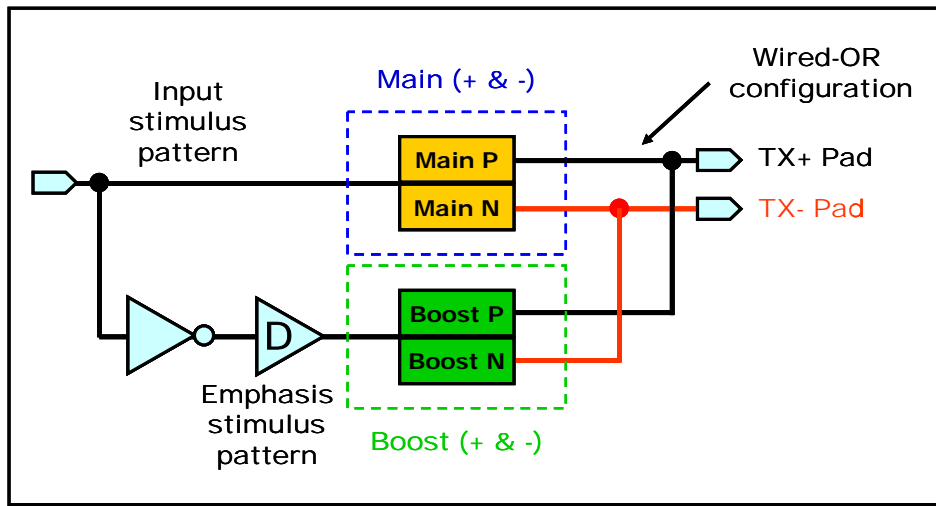 Input
stimulus
pattern
Main (+ & -)
Wired-OR
configuration
Main P
Main N
TX+ Pad
TX- Pad
Boost P
Boost N
D
Emphasis
stimulus
pattern
Boost (+ & -)